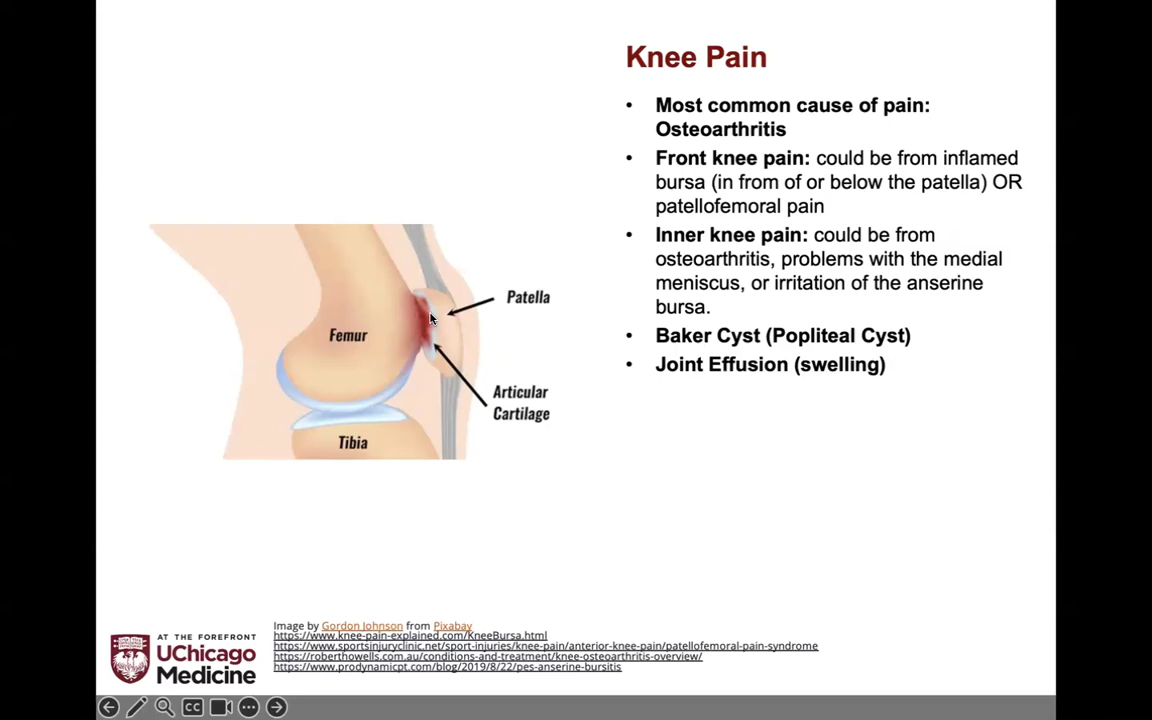 Knee Pain
• Most common cause of pain:
Osteoarthritis
• Front knee pain: could be from inflamed
bursa (in from of or below the patella) OR
patellofemoral pain
• Inner knee pain: could be from
osteoarthritis, problems with the medial
meniscus, or irritation of the anserine
bursa.
• Baker Cyst (Popliteal Cyst)
• Joint Effusion (swelling)
Patella
Femur
Articular
Cartilage
Tibia
Image by Gordon Johnson from Pixabay
https://www.knee-pain-explained.com/KneeBursa.html
https://www.sportsinjuryclinic.net/sport-injuries/knee-pain/anterior-knee-pain/patellofemoral-pain-syndrome
https://roberthowells.com.au/conditions-and-treatment/knee-osteoarthritis-overview/
https://www.prodynamicpt.com/blog/2019/8/22/pes-anserine-bursitis
AT THE FOREFRONT
UChicago
Medicine
CC